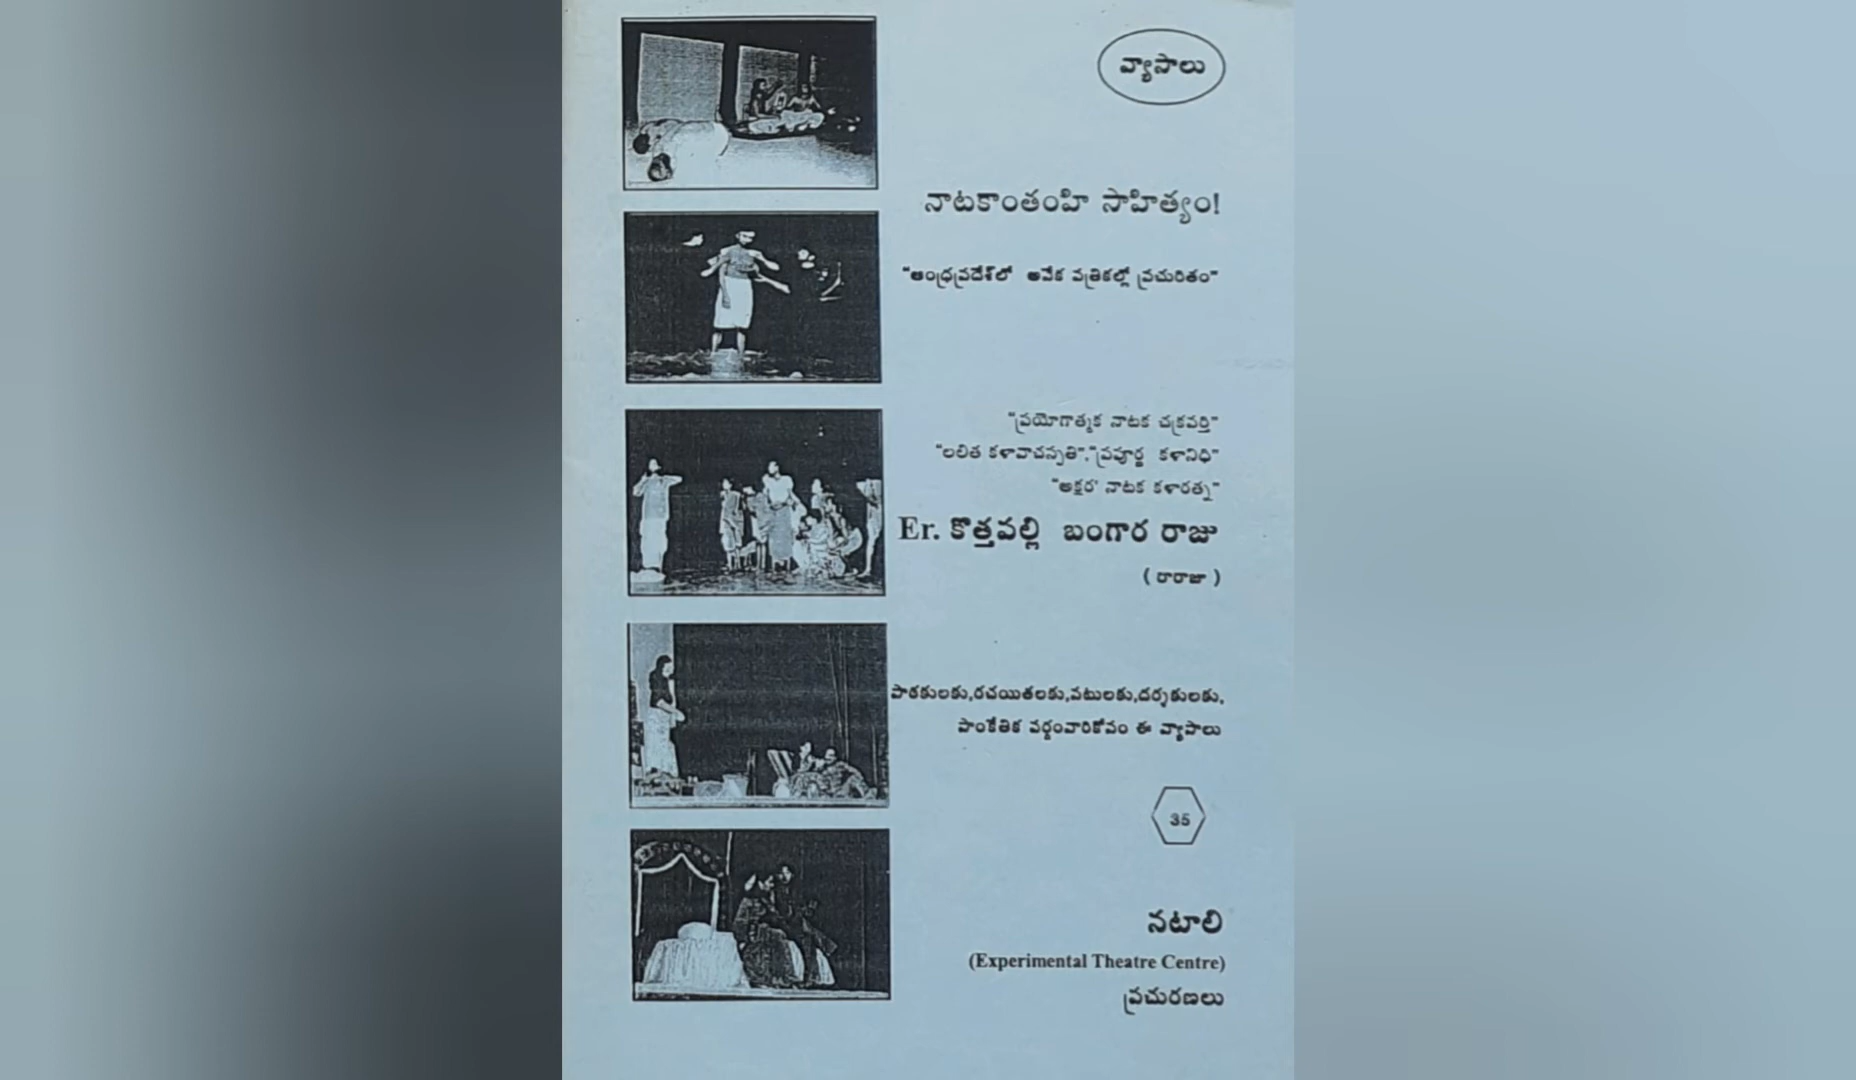 వ్యాసాలు
నాటకాంతంహి సాహిత్యం!
"ఆంధ్రప్రదేశ్‌లో అనేక పత్రికల్లో ప్రచురితం"
"ప్రయోగాత్మక నాటక చక్రవర్తి"
"లలిత కళావాచస్పతి","ప్రపూర్ణ కళానిధి"
"అక్షర' నాటక కళారత్న"
Er. కొత్తపల్లి బంగార రాజు
( రారాజు )
పాఠకులకు,రచయితలకు,నటులకు,దర్శకులకు,
సాంకేతిక వర్గంవారికోసం ఈ వ్యాసాలు
35
నటాలి
(Experimental Theatre Centre)
ప్రచురణలు